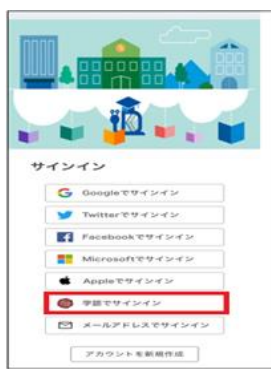 サインイン
Googleでサインイン
Twitterでサインイン
Facebookでサインイン
Microsoftでサインイン
Appleでサインイン
学認でサインイン
メールアドレスでサインイン
アカウントを新規作成